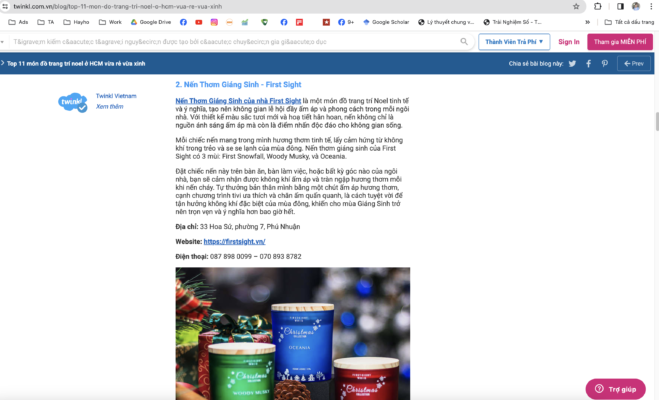 twinkl.com.vn/blog/top-11-mon-do-trang-tri-noel-o-hcm-vua-re-vua-xinh
Ads
TA
Hayho
Work
Google Drive
Facebook
B+
Google Scholar
Lý thuyết chung v...
Trải Nghiệm Số - T...
»
Tất cả dấu trang
T&agrave;m kiếm c&aacute;c t&agrave;i nguy&ecirc;n được tạo bởi c&aacute;c chuy&ecirc;n gia gi&aacute;o dục
Thành Viên Trả Phí
Sign In
Tham gia MIỄN PHÍ
Top 11 món đồ trang trí noel ở HCM vừa rẻ vừa xinh
Chia sẻ bài blog này:
← Prev
twinkl
Twinkl Vietnam
Xem thêm
2. Nến Thơm Giáng Sinh - First Sight
Nến Thơm Giáng Sinh của nhà First Sight là một món đồ trang trí Noel tinh tế
và ý nghĩa, tạo nên không gian lễ hội đầy ấm áp và phong cách trong mỗi ngôi
nhà. Với thiết kế màu sắc tươi mới và họa tiết hân hoan, nến không chỉ là
nguồn ánh sáng ấm áp mà còn là điểm nhấn độc đáo cho không gian sống.
Mỗi chiếc nến mang trong mình hương thơm tinh tế, lấy cảm hứng từ không
khí trong trẻo và se se lạnh của mùa đông. Nến thơm giáng sinh của First
Sight có 3 mùi: First Snowfall, Woody Musky, và Oceania.
Đặt chiếc nến này trên bàn ăn, bàn làm việc, hoặc bất kỳ góc nào của ngôi
nhà, bạn sẽ cảm nhận được không khí ấm áp và tràn ngập hương thơm mỗi
khi nến cháy. Tự thưởng bản thân mình bằng một chút ấm áp hương thơm,
cạnh chương trình tivi ưa thích và chăn ấm quấn quanh, là cách tuyệt vời để
tận hưởng không khí đặc biệt của mùa đông, khiến cho mùa Giáng Sinh trở
nên trọn vẹn và ý nghĩa hơn bao giờ hết.
Địa chỉ: 33 Hoa Sứ, phường 7, Phú Nhuận
Website: https://firstsight.vn/
Điện thoại: 087 898 0099 – 070 893 8782
Christmas
OCEANIA
Christmas
WOODY MUSKY
Christmas
Trợ giúp